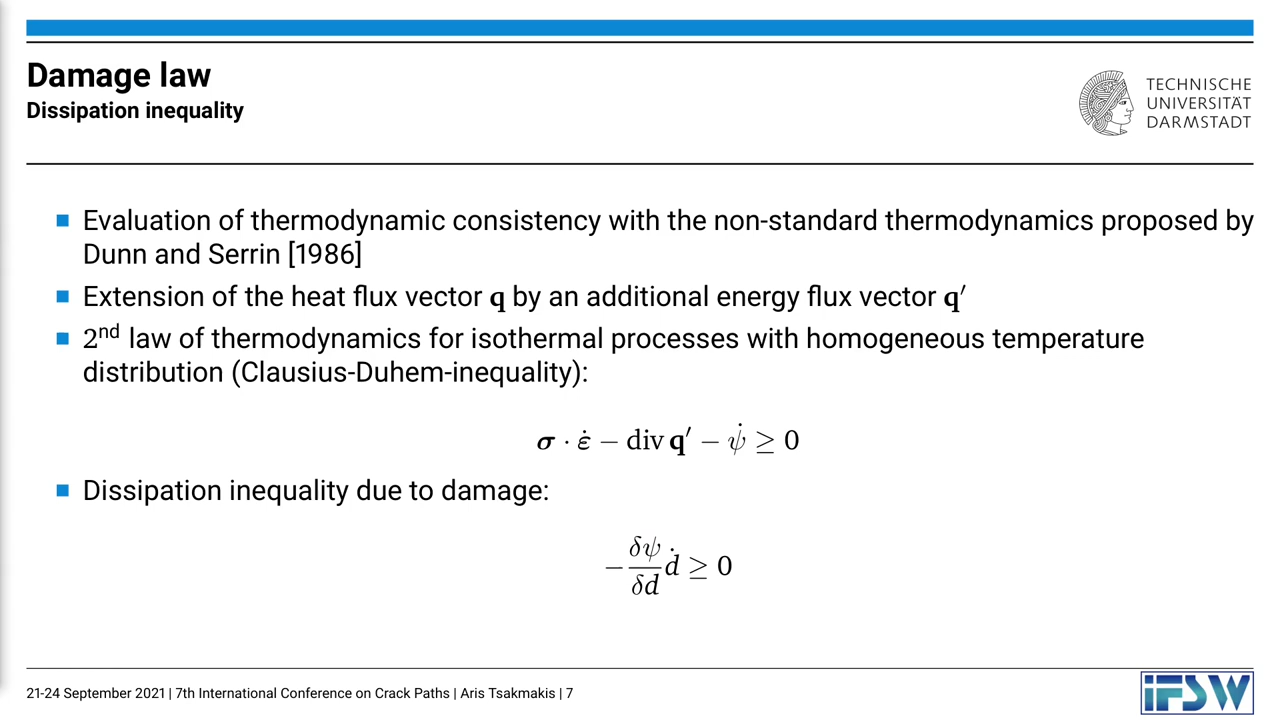 Damage law
Dissipation inequality
TECHNISCHE
UNIVERSITÄT
DARMSTADT
■ Evaluation of thermodynamic consistency with the non-standard thermodynamics proposed by
Dunn and Serrin [1986]
■ Extension of the heat flux vector q by an additional energy flux vector q′
■ 2nd law of thermodynamics for isothermal processes with homogeneous temperature
distribution (Clausius-Duhem-inequality):
σ · ε̇ − div q′ − ψ̇ ≥ 0
■ Dissipation inequality due to damage:
−δψ/δd ḋ ≥ 0
21-24 September 2021 | 7th International Conference on Crack Paths | Aris Tsakmakis | 7
iFSW